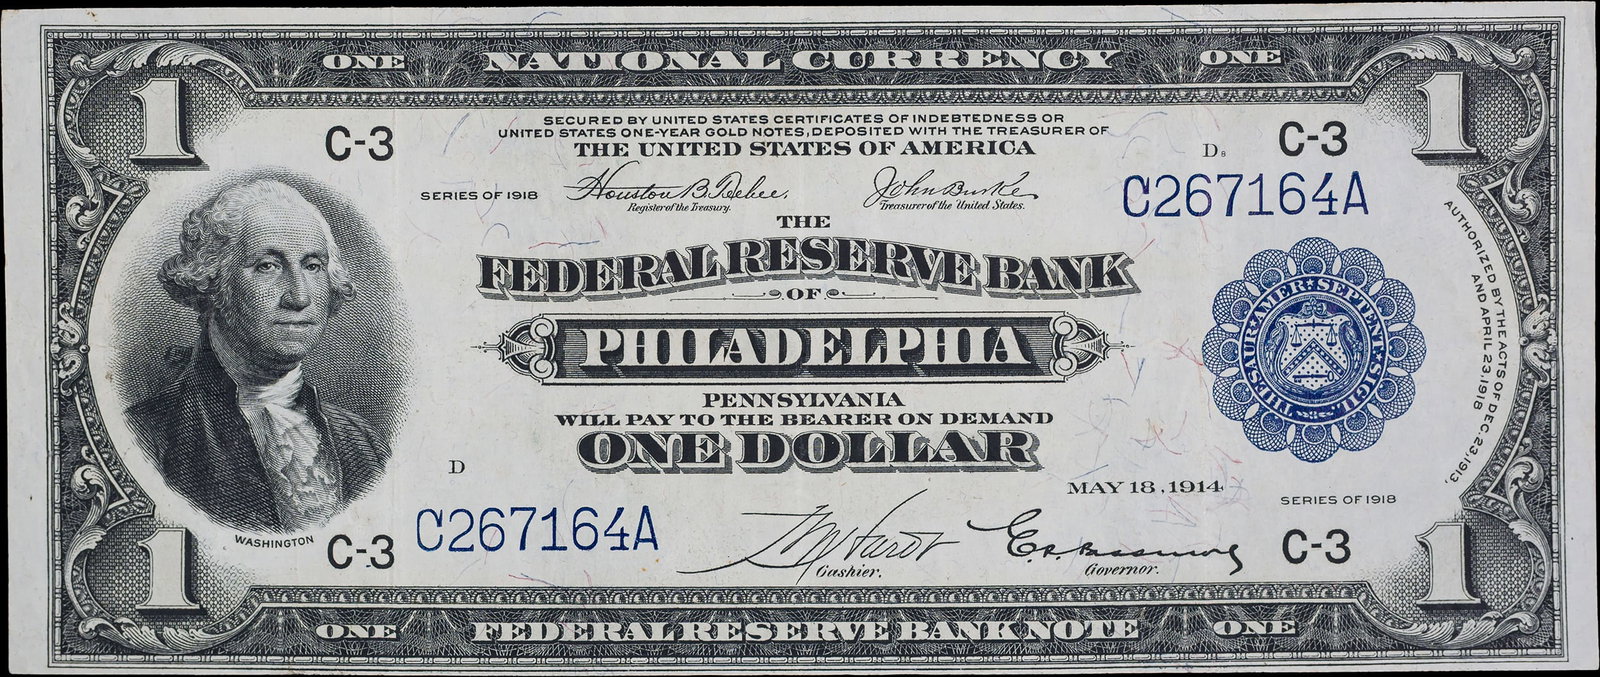 ONE NATIONAL CURRENCY ONE
1 1
SECURED BY UNITED STATES CERTIFICATES OF INDEBTEDNESS OR
UNITED STATES ONE-YEAR GOLD NOTES, DEPOSITED WITH THE TREASURER OF
THE UNITED STATES OF AMERICA
C-3 D8 C-3
SERIES OF 1918 Houston B. Teehee John Burke
Register of the Treasury. Treasurer of the United States.
C267164A
THE
FEDERAL RESERVE BANK
OF
PHILADELPHIA
PENNSYLVANIA
WILL PAY TO THE BEARER ON DEMAND
ONE DOLLAR
THESAUR·AMER·SEPTENT·SIGIL·
AUTHORIZED BY THE ACTS OF DEC. 23, 1913,
AND APRIL 23, 1918
D
MAY 18, 1914
SERIES OF 1918
C267164A
WASHINGTON
C-3 C-3
Cashier. Governor.
1 1
ONE FEDERAL RESERVE BANK NOTE ONE